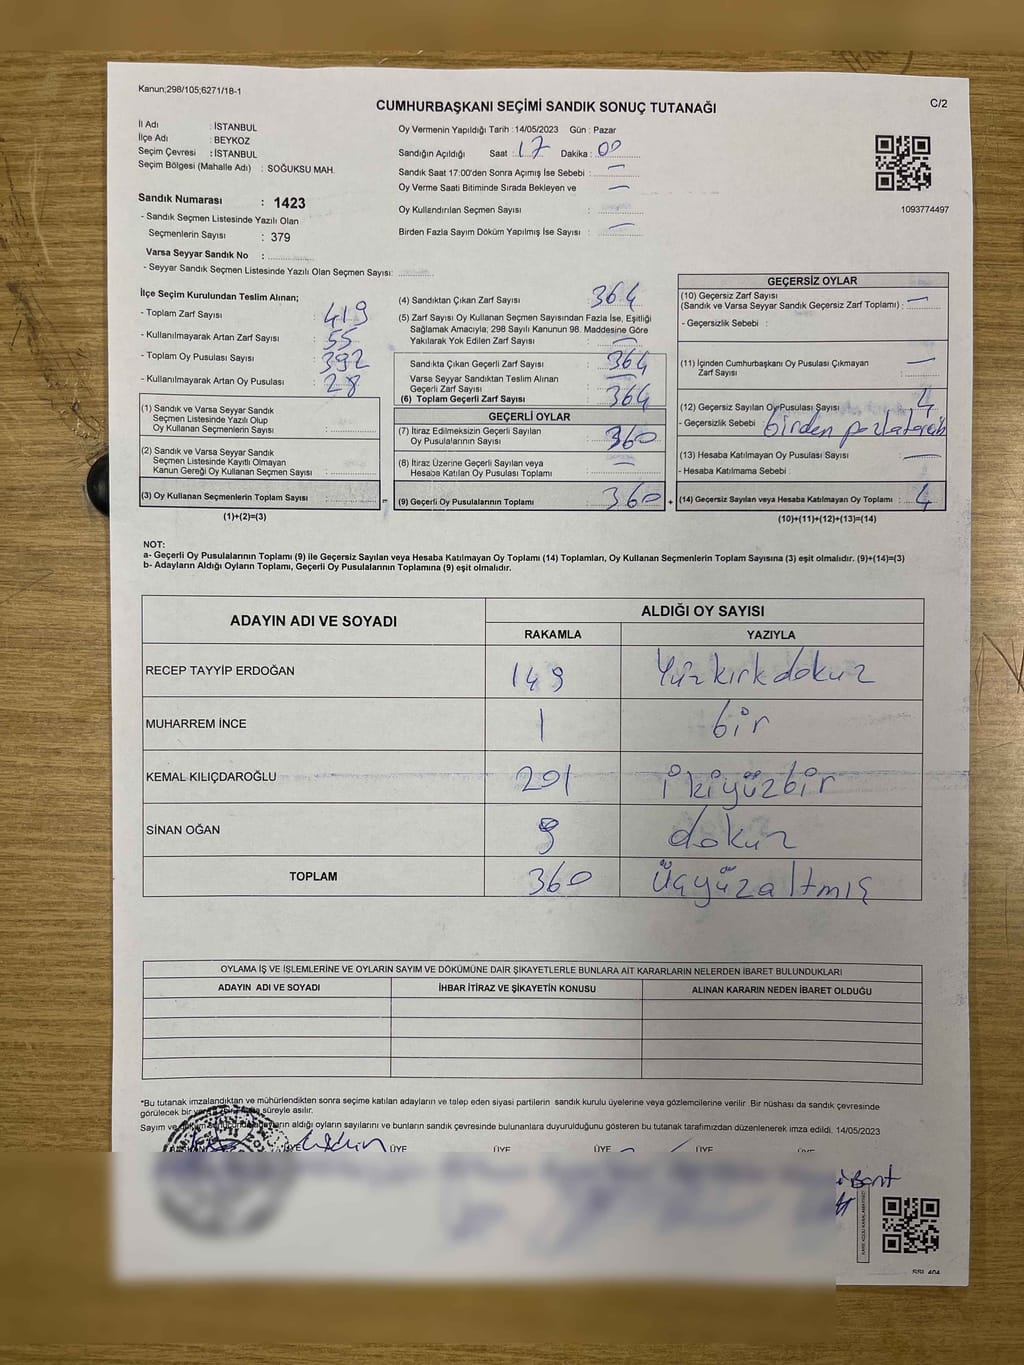 Kanun;298/105;6271/18-1
CUMHURBAŞKANI SEÇİMİ SANDIK SONUÇ TUTANAĞI
C/2
İl Adı : İSTANBUL
İlçe Adı : BEYKOZ
Seçim Çevresi : İSTANBUL
Seçim Bölgesi (Mahalle Adı) : SOĞUKSU MAH.
Sandık Numarası : 1423
- Sandık Seçmen Listesinde Yazılı Olan
Seçmenlerin Sayısı : 379
Varsa Seyyar Sandık No :
- Seyyar Sandık Seçmen Listesinde Yazılı Olan Seçmen Sayısı:
Oy Vermenin Yapıldığı Tarih : 14/05/2023 Gün : Pazar
Sandığın Açıldığı Saat : 17 Dakika : 00
Sandık Saat 17:00'den Sonra Açımış İse Sebebi : —
Oy Verme Saati Bitiminde Sırada Bekleyen ve —
Oy Kullandırılan Seçmen Sayısı :
Birden Fazla Sayım Döküm Yapılmış İse Sayısı : —
1093774497
İlçe Seçim Kurulundan Teslim Alınan;
- Toplam Zarf Sayısı : 419
- Kullanılmayarak Artan Zarf Sayısı : 55
- Toplam Oy Pusulası Sayısı : 392
- Kullanılmayarak Artan Oy Pusulası : 28
(1) Sandık ve Varsa Seyyar Sandık
Seçmen Listesinde Yazılı Olup
Oy Kullanan Seçmenlerin Sayısı :
(2) Sandık ve Varsa Seyyar Sandık
Seçmen Listesinde Kayıtlı Olmayan
Kanun Gereği Oy Kullanan Seçmen Sayısı :
(3) Oy Kullanan Seçmenlerin Toplam Sayısı :
(1)+(2)=(3)
(4) Sandıktan Çıkan Zarf Sayısı : 364
(5) Zarf Sayısı Oy Kullanan Seçmen Sayısından Fazla İse, Eşitliği
Sağlamak Amacıyla; 298 Sayılı Kanunun 98. Maddesine Göre
Yakılarak Yok Edilen Zarf Sayısı : —
Sandıkta Çıkan Geçerli Zarf Sayısı : 364
Varsa Seyyar Sandıktan Teslim Alınan
Geçerli Zarf Sayısı : —
(6) Toplam Geçerli Zarf Sayısı : 364
GEÇERLİ OYLAR
(7) İtiraz Edilmeksizin Geçerli Sayılan
Oy Pusulalarının Sayısı : 360
(8) İtiraz Üzerine Geçerli Sayılan veya
Hesaba Katılan Oy Pusulası Toplamı : —
(9) Geçerli Oy Pusulalarının Toplamı : 360 +
GEÇERSİZ OYLAR
(10) Geçersiz Zarf Sayısı
(Sandık ve Varsa Seyyar Sandık Geçersiz Zarf Toplamı) : —
- Geçersizlik Sebebi :
(11) İçinden Cumhurbaşkanı Oy Pusulası Çıkmayan
Zarf Sayısı : —
(12) Geçersiz Sayılan Oy Pusulası Sayısı 4
- Geçersizlik Sebebi birden fazla tercih
(13) Hesaba Katılmayan Oy Pusulası Sayısı : —
- Hesaba Katılmama Sebebi :
(14) Geçersiz Sayılan veya Hesaba Katılmayan Oy Toplamı : 4
(10)+(11)+(12)+(13)=(14)
NOT:
a- Geçerli Oy Pusulalarının Toplamı (9) ile Geçersiz Sayılan veya Hesaba Katılmayan Oy Toplamı (14) Toplamları, Oy Kullanan Seçmenlerin Toplam Sayısına (3) eşit olmalıdır. (9)+(14)=(3)
b- Adayların Aldığı Oyların Toplamı, Geçerli Oy Pusulalarının Toplamına (9) eşit olmalıdır.
ADAYIN ADI VE SOYADI ALDIĞI OY SAYISI
RAKAMLA YAZIYLA
RECEP TAYYİP ERDOĞAN 149 Yüzkırkdokuz
MUHARREM İNCE 1 bir
KEMAL KILIÇDAROĞLU 201 ikiyüzbir
SİNAN OĞAN 9 dokuz
TOPLAM 360 Üçyüzaltmış
OYLAMA İŞ VE İŞLEMLERİNE VE OYLARIN SAYIM VE DÖKÜMÜNE DAİR ŞİKAYETLERLE BUNLARA AİT KARARLARIN NELERDEN İBARET BULUNDUKLARI
ADAYIN ADI VE SOYADI İHBAR İTİRAZ VE ŞİKAYETİN KONUSU ALINAN KARARIN NEDEN İBARET OLDUĞU
*Bu tutanak imzalandıktan ve mühürlendikten sonra seçime katılan adayların ve talep eden siyasi partilerin sandık kurulu üyelerine veya gözlemcilerine verilir. Bir nüshası da sandık çevresinde
görülecek bir süreyle asılır.
Sayım ve aldığı oyların sayılarını ve bunların sandık çevresinde bulunanlara duyurulduğunu gösteren bu tutanak tarafımızdan düzenlenerek imza edildi. 14/05/2023
ÜYE ÜYE ÜYE ÜYE ÜYE